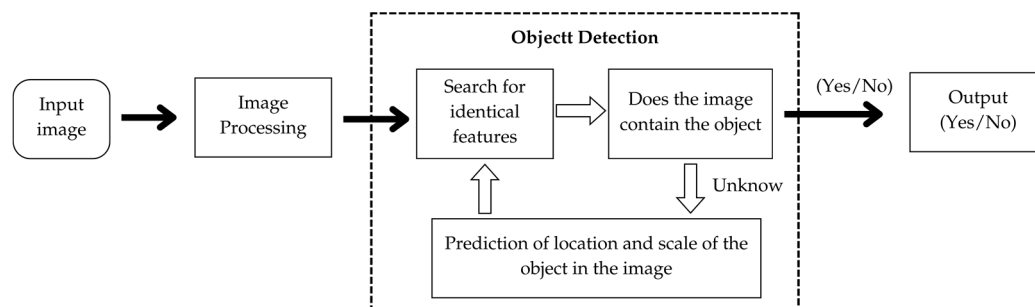 Objectt Detection
Input
image
Image
Processing
Search for
identical
features
Does the image
contain the object
(Yes/No)
Output
(Yes/No)
Unknow
Prediction of location and scale of the
object in the image